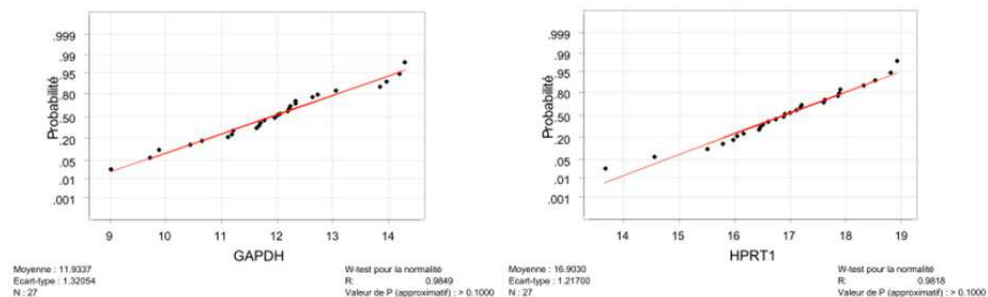 Probabilité
.999
.99
.95
.80
.50
.20
.05
.01
.001
9 10 11 12 13 14
GAPDH
Moyenne : 11.9337
Ecart-type : 1.32054
N : 27
W-test pour la normalité
R: 0.9849
Valeur de P (approximatif) : > 0.1000
Probabilité
.999
.99
.95
.80
.50
.20
.05
.01
.001
14 15 16 17 18 19
HPRT1
Moyenne : 16.9030
Ecart-type : 1.21700
N : 27
W-test pour la normalité
R: 0.9818
Valeur de P (approximatif) : > 0.1000